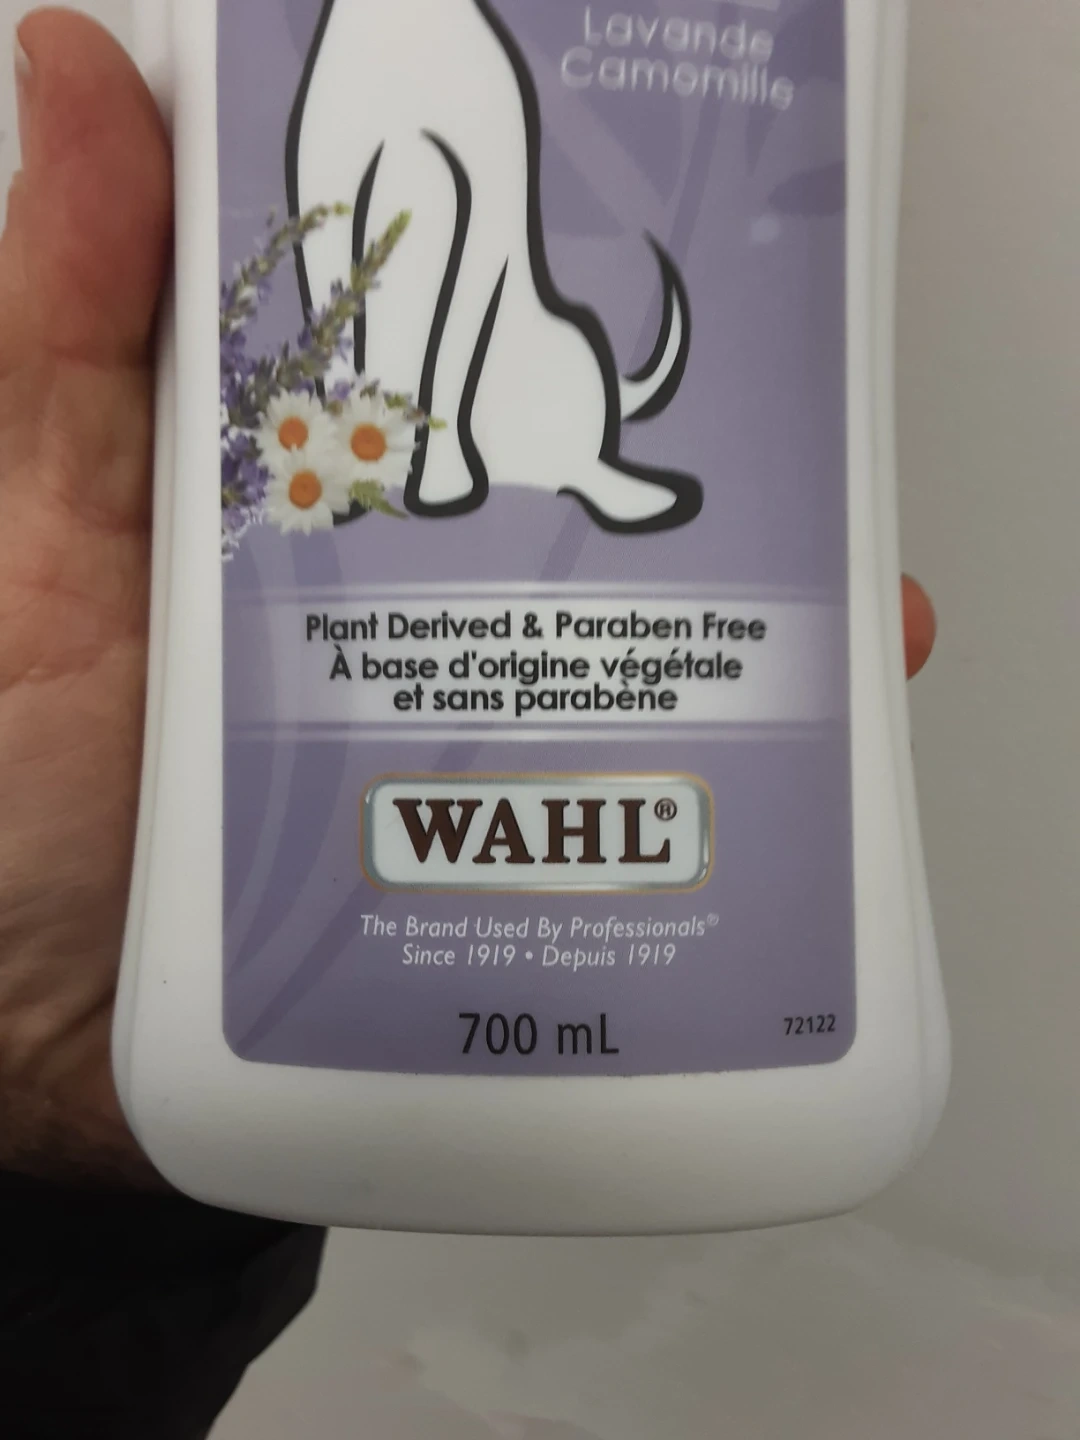 Lavande
Camomille
Plant Derived & Paraben Free
À base d'origine végétale
et sans parabène
WAHL®
The Brand Used By Professionals®
Since 1919 • Depuis 1919
700 mL
72122